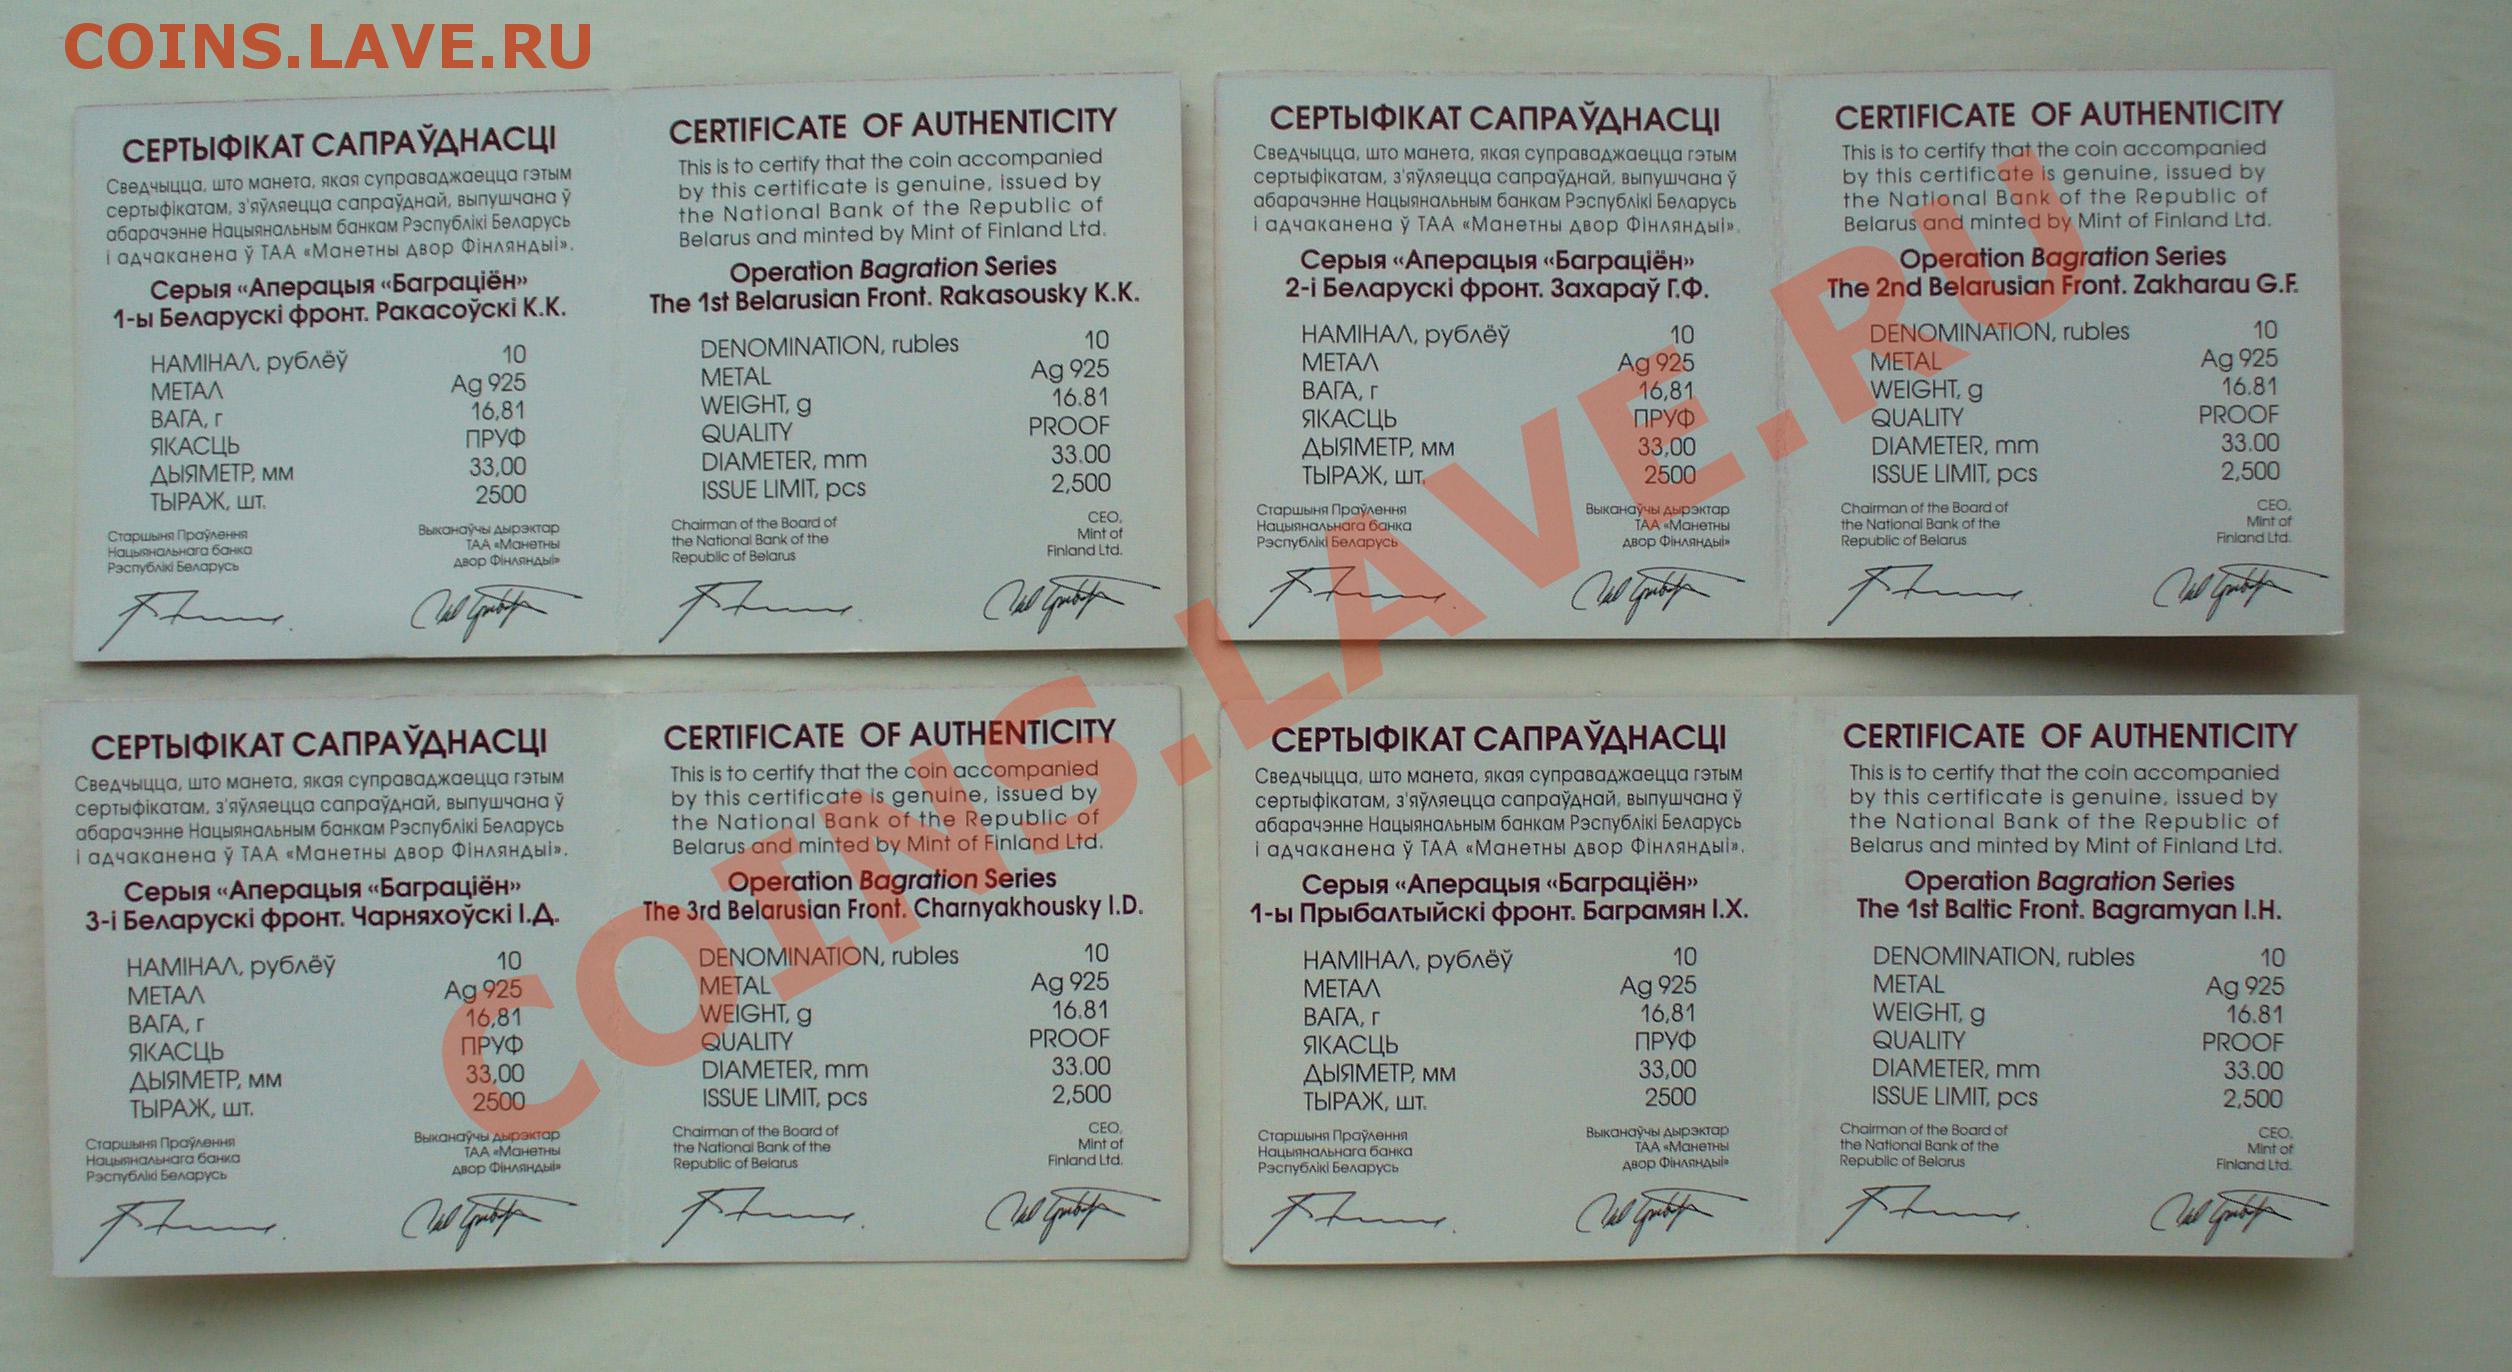 COINS.LAVE.RU
СЕРТЫФІКАТ САПРАЎДНАСЦІ
Сведчыцца, што манета, якая суправаджаецца гэтым
сертыфікатам, з'яўляецца сапраўднай, выпушчана ў
абарачэнне Нацыянальным банкам Рэспублікі Беларусь
і адчаканена ў ТАА «Манетны двор Фінляндыі».
Серыя «Аперацыя «Баграціён»
1-ы Беларускі фронт. Ракасоўскі К.К.
НАМІНАЛ, рублёў 10
МЕТАЛ Ag 925
ВАГА, г 16,81
ЯКАСЦЬ ПРУФ
ДЫЯМЕТР, мм 33,00
ТЫРАЖ, шт. 2500
Старшыня Праўлення
Нацыянальнага банка
Рэспублікі Беларусь
Выканаўчы дырэктар
ТАА «Манетны
двор Фінляндыі»
CERTIFICATE OF AUTHENTICITY
This is to certify that the coin accompanied
by this certificate is genuine, issued by
the National Bank of the Republic of
Belarus and minted by Mint of Finland Ltd.
Operation Bagration Series
The 1st Belarusian Front. Rakasousky K.K.
DENOMINATION, rubles 10
METAL Ag 925
WEIGHT, g 16.81
QUALITY PROOF
DIAMETER, mm 33.00
ISSUE LIMIT, pcs 2,500
Chairman of the Board of
the National Bank of the
Republic of Belarus
CEO,
Mint of
Finland Ltd.
СЕРТЫФІКАТ САПРАЎДНАСЦІ
Сведчыцца, што манета, якая суправаджаецца гэтым
сертыфікатам, з'яўляецца сапраўднай, выпушчана ў
абарачэнне Нацыянальным банкам Рэспублікі Беларусь
і адчаканена ў ТАА «Манетны двор Фінляндыі».
Серыя «Аперацыя «Баграціён»
2-і Беларускі фронт. Захараў Г.Ф.
НАМІНАЛ, рублёў 10
МЕТАЛ Ag 925
ВАГА, г 16,81
ЯКАСЦЬ ПРУФ
ДЫЯМЕТР, мм 33,00
ТЫРАЖ, шт. 2500
Старшыня Праўлення
Нацыянальнага банка
Рэспублікі Беларусь
Выканаўчы дырэктар
ТАА «Манетны
двор Фінляндыі»
CERTIFICATE OF AUTHENTICITY
This is to certify that the coin accompanied
by this certificate is genuine, issued by
the National Bank of the Republic of
Belarus and minted by Mint of Finland Ltd.
Operation Bagration Series
The 2nd Belarusian Front. Zakharau G.F.
DENOMINATION, rubles 10
METAL Ag 925
WEIGHT, g 16.81
QUALITY PROOF
DIAMETER, mm 33.00
ISSUE LIMIT, pcs 2,500
Chairman of the Board of
the National Bank of the
Republic of Belarus
CEO,
Mint of
Finland Ltd.
СЕРТЫФІКАТ САПРАЎДНАСЦІ
Сведчыцца, што манета, якая суправаджаецца гэтым
сертыфікатам, з'яўляецца сапраўднай, выпушчана ў
абарачэнне Нацыянальным банкам Рэспублікі Беларусь
і адчаканена ў ТАА «Манетны двор Фінляндыі».
Серыя «Аперацыя «Баграціён»
3-і Беларускі фронт. Чарняхоўскі І.Д.
НАМІНАЛ, рублёў 10
МЕТАЛ Ag 925
ВАГА, г 16,81
ЯКАСЦЬ ПРУФ
ДЫЯМЕТР, мм 33,00
ТЫРАЖ, шт. 2500
Старшыня Праўлення
Нацыянальнага банка
Рэспублікі Беларусь
Выканаўчы дырэктар
ТАА «Манетны
двор Фінляндыі»
CERTIFICATE OF AUTHENTICITY
This is to certify that the coin accompanied
by this certificate is genuine, issued by
the National Bank of the Republic of
Belarus and minted by Mint of Finland Ltd.
Operation Bagration Series
The 3rd Belarusian Front. Charnyakhousky I.D.
DENOMINATION, rubles 10
METAL Ag 925
WEIGHT, g 16.81
QUALITY PROOF
DIAMETER, mm 33.00
ISSUE LIMIT, pcs 2,500
Chairman of the Board of
the National Bank of the
Republic of Belarus
CEO,
Mint of
Finland Ltd.
СЕРТЫФІКАТ САПРАЎДНАСЦІ
Сведчыцца, што манета, якая суправаджаецца гэтым
сертыфікатам, з'яўляецца сапраўднай, выпушчана ў
абарачэнне Нацыянальным банкам Рэспублікі Беларусь
і адчаканена ў ТАА «Манетны двор Фінляндыі».
Серыя «Аперацыя «Баграціён»
1-ы Прыбалтыйскі фронт. Баграмян І.Х.
НАМІНАЛ, рублёў 10
МЕТАЛ Ag 925
ВАГА, г 16,81
ЯКАСЦЬ ПРУФ
ДЫЯМЕТР, мм 33,00
ТЫРАЖ, шт. 2500
Старшыня Праўлення
Нацыянальнага банка
Рэспублікі Беларусь
Выканаўчы дырэктар
ТАА «Манетны
двор Фінляндыі»
CERTIFICATE OF AUTHENTICITY
This is to certify that the coin accompanied
by this certificate is genuine, issued by
the National Bank of the Republic of
Belarus and minted by Mint of Finland Ltd.
Operation Bagration Series
The 1st Baltic Front. Bagramyan I.H.
DENOMINATION, rubles 10
METAL Ag 925
WEIGHT, g 16.81
QUALITY PROOF
DIAMETER, mm 33.00
ISSUE LIMIT, pcs 2,500
Chairman of the Board of
the National Bank of the
Republic of Belarus
CEO,
Mint of
Finland Ltd.
COINS.LAVE.RU